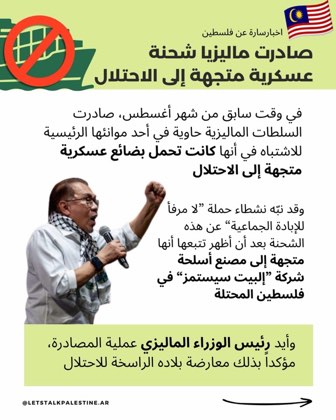 اخبارسارة عن فلسطين
صادرت ماليزيا شحنة
عسكرية متجهة إلى الاحتلال
في وقت سابق من شهر أغسطس، صادرت
السلطات الماليزية حاوية في أحد موانئها الرئيسية
للاشتباه في أنها كانت تحمل بضائع عسكرية
متجهة إلى الاحتلال
وقد نبّه نشطاء حملة "لا مرفأ
للإبادة الجماعية" عن هذه
الشحنة بعد أن أظهر تتبعها أنها
متجهة إلى مصنع أسلحة
شركة "إلبيت سيستمز" في
فلسطين المحتلة
وأيد رئيس الوزراء الماليزي عملية المصادرة،
مؤكداً بذلك معارضة بلاده الراسخة للاحتلال
@LETSTALKPALESTINE.AR